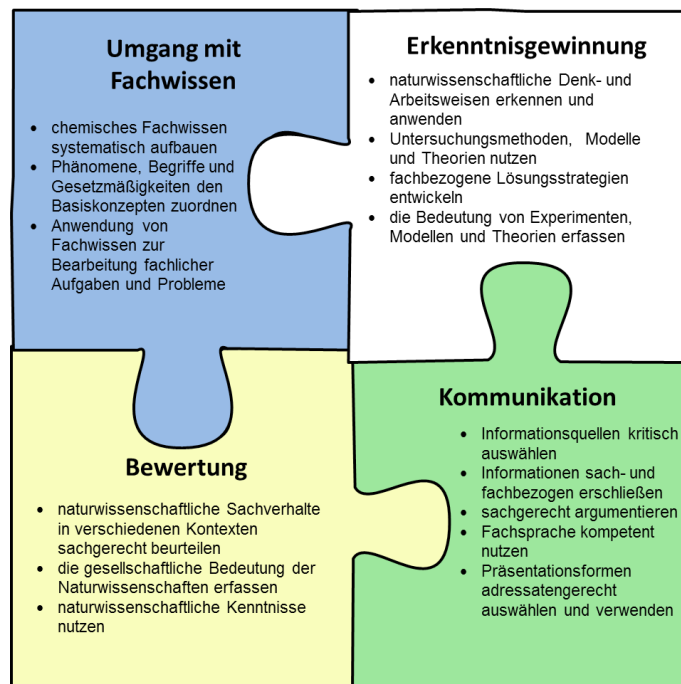 Umgang mit
Fachwissen
• chemisches Fachwissen
systematisch aufbauen
• Phänomene, Begriffe und
Gesetzmäßigkeiten den
Basiskonzepten zuordnen
• Anwendung von
Fachwissen zur
Bearbeitung fachlicher
Aufgaben und Probleme
Erkenntnisgewinnung
• naturwissenschaftliche Denk- und
Arbeitsweisen erkennen und
anwenden
• Untersuchungsmethoden, Modelle
und Theorien nutzen
• fachbezogene Lösungsstrategien
entwickeln
• die Bedeutung von Experimenten,
Modellen und Theorien erfassen
Bewertung
• naturwissenschaftliche Sachverhalte
in verschiedenen Kontexten
sachgerecht beurteilen
• die gesellschaftliche Bedeutung der
Naturwissenschaften erfassen
• naturwissenschaftliche Kenntnisse
nutzen
Kommunikation
• Informationsquellen kritisch
auswählen
• Informationen sach- und
fachbezogen erschließen
• sachgerecht argumentieren
• Fachsprache kompetent
nutzen
• Präsentationsformen
adressatengerecht
auswählen und verwenden